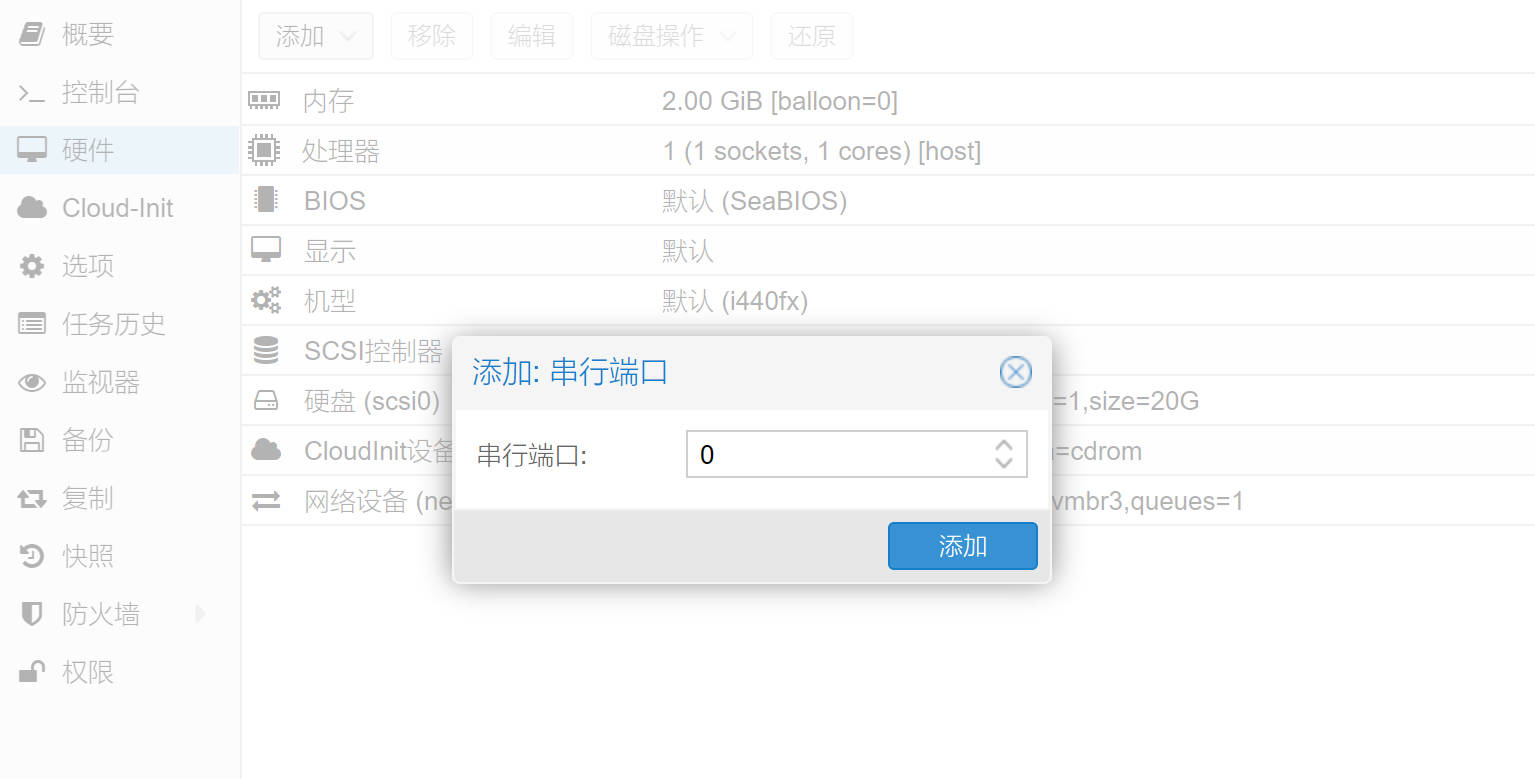 概要
控制台
硬件
Cloud-Init
选项
任务历史
监视器
备份
复制
快照
防火墙
权限
添加 移除 编辑 磁盘操作 还原
内存 2.00 GiB [balloon=0]
处理器 1 (1 sockets, 1 cores) [host]
BIOS 默认 (SeaBIOS)
显示 默认
机型 默认 (i440fx)
SCSI控制器
硬盘 (scsi0) =1,size=20G
CloudInit设备 =cdrom
网络设备 (ne vmbr3,queues=1
添加: 串行端口
串行端口: 0
添加